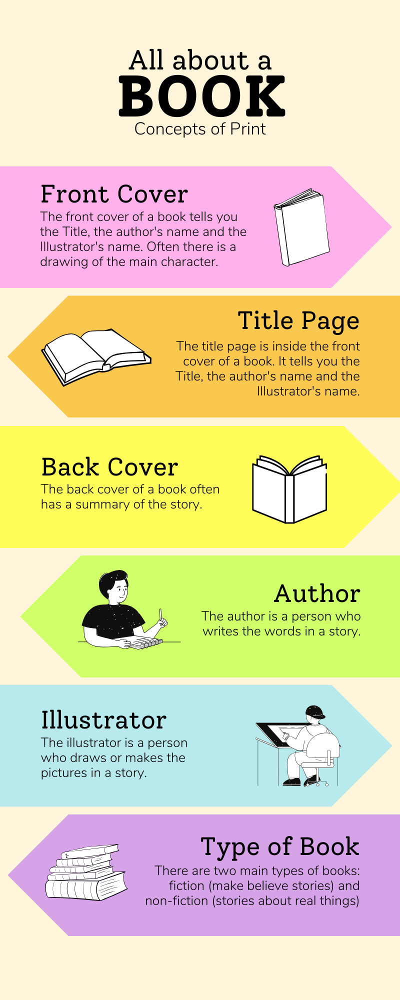 All about a
BOOK
Concepts of Print
Front Cover
The front cover of a book tells you
the Title, the author's name and the
Illustrator's name. Often there is a
drawing of the main character.
Title Page
The title page is inside the front
cover of a book. It tells you the
Title, the author's name and the
Illustrator's name.
Back Cover
The back cover of a book often
has a summary of the story.
Author
The author is a person who
writes the words in a story.
Illustrator
The illustrator is a person
who draws or makes the
pictures in a story.
Type of Book
There are two main types of books:
fiction (make believe stories) and
non-fiction (stories about real things)